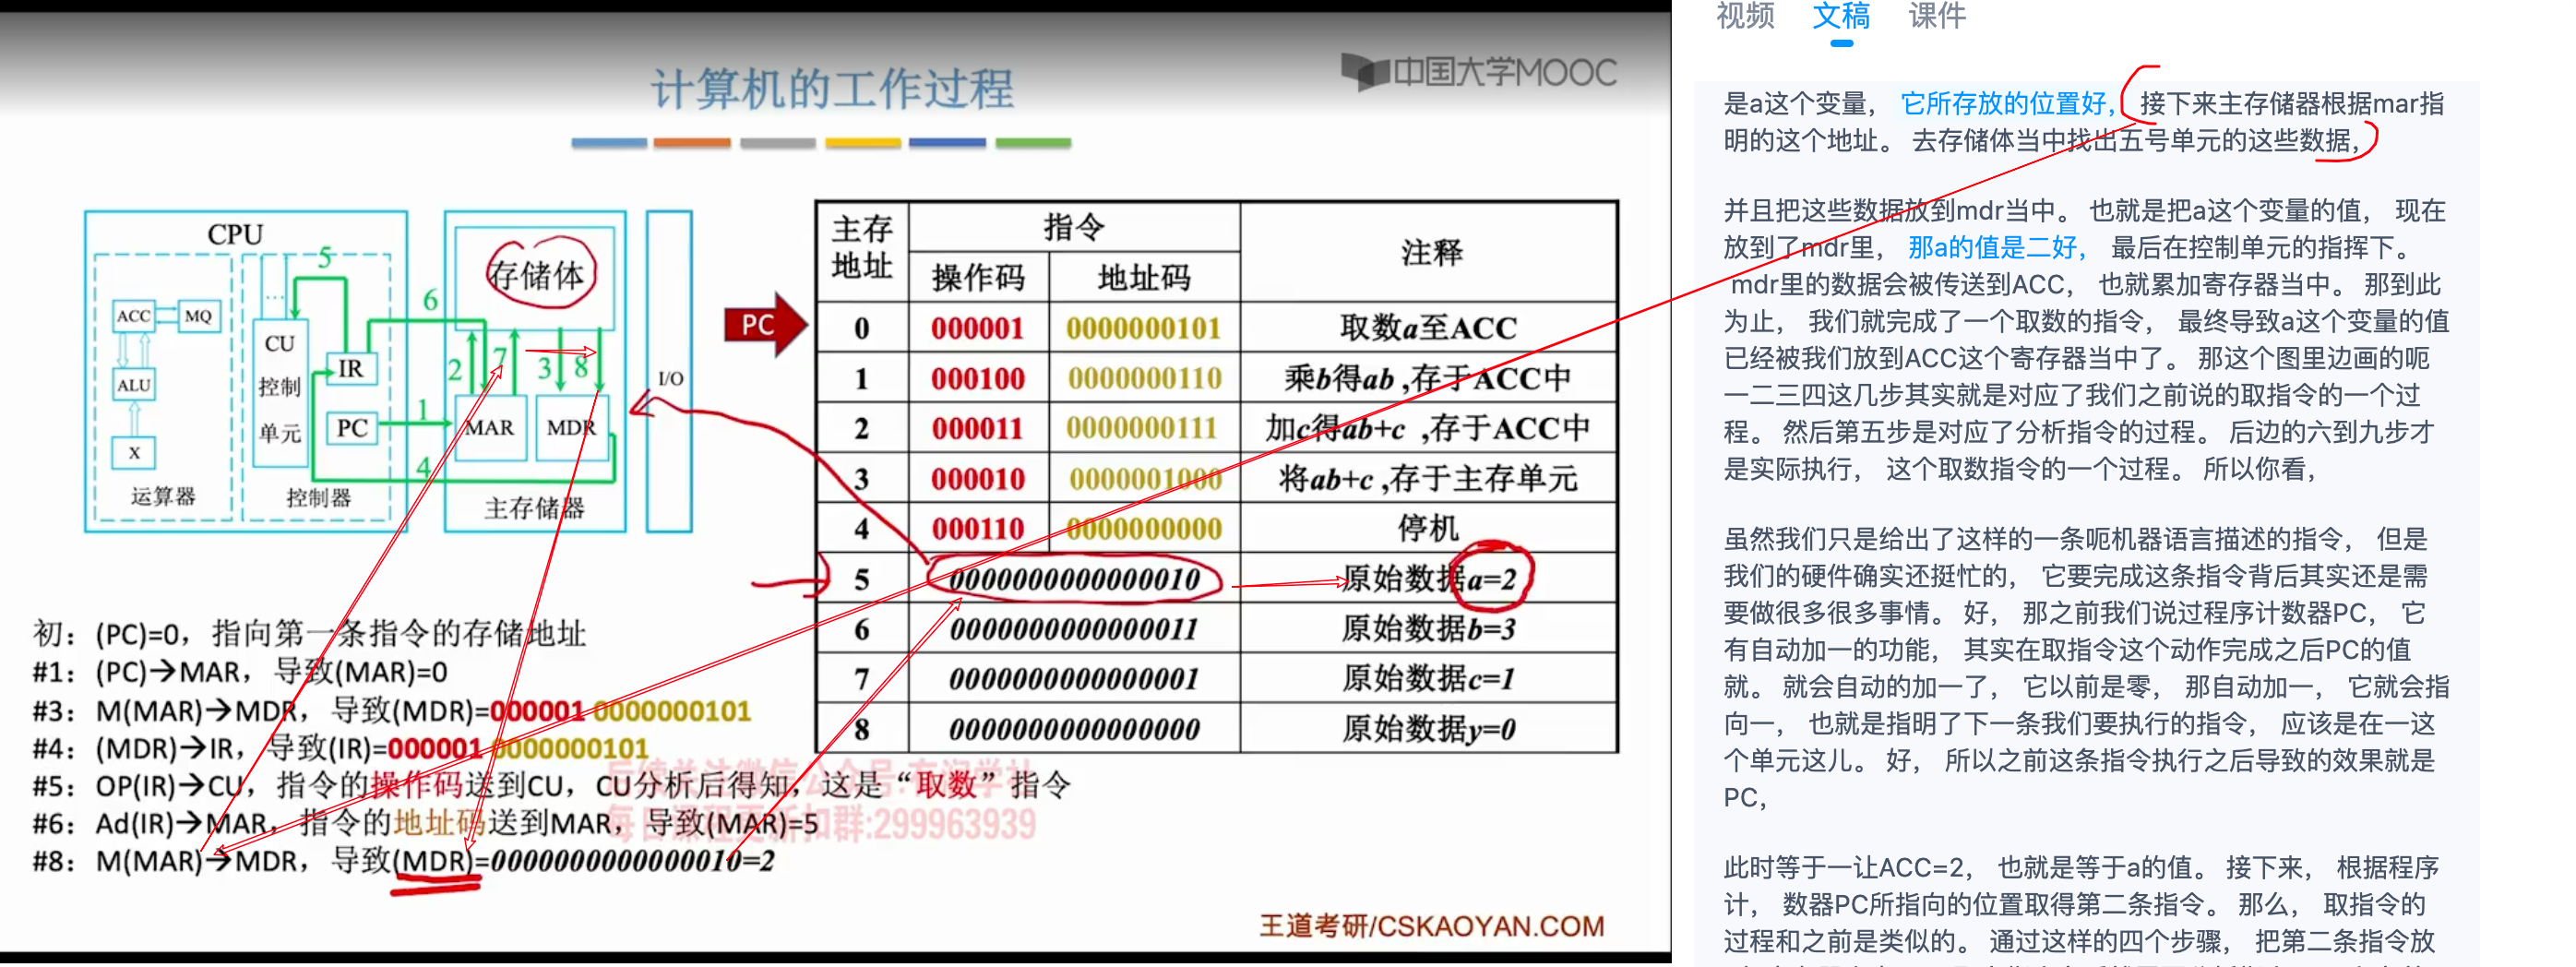 计算机的工作过程
中国大学MOOC
CPU
ACC
MQ
ALU
X
运算器
5
...
CU
控制
单元
IR
PC
控制器
6
1
4
存储体
2
7
3
8
MAR
MDR
主存储器
I/O
PC
主存地址 指令 注释
操作码 地址码
0 000001 0000000101 取数a至ACC
1 000100 0000000110 乘b得ab ,存于ACC中
2 000011 0000000111 加c得ab+c ,存于ACC中
3 000010 0000001000 将ab+c ,存于主存单元
4 000110 0000000000 停机
5 0000000000000010 原始数据a=2
6 0000000000000011 原始数据b=3
7 0000000000000001 原始数据c=1
8 0000000000000000 原始数据y=0
初：(PC)=0，指向第一条指令的存储地址
#1：(PC)→MAR，导致(MAR)=0
#3：M(MAR)→MDR，导致(MDR)=000001 0000000101
#4：(MDR)→IR，导致(IR)=000001 0000000101
#5：OP(IR)→CU，指令的操作码送到CU，CU分析后得知，这是“取数”指令
#6：Ad(IR)→MAR，指令的地址码送到MAR，导致(MAR)=5
#8：M(MAR)→MDR，导致(MDR)=0000000000000010=2
每日课程更新扣群:299963939
王道考研/CSKAOYAN.COM
视频 文稿 课件
是a这个变量， 它所存放的位置好， 接下来主存储器根据mar指
明的这个地址。 去存储体当中找出五号单元的这些数据，
并且把这些数据放到mdr当中。 也就是把a这个变量的值， 现在
放到了mdr里， 那a的值是二好， 最后在控制单元的指挥下。
mdr里的数据会被传送到ACC， 也就累加寄存器当中。 那到此
为止， 我们就完成了一个取数的指令， 最终导致a这个变量的值
已经被我们放到ACC这个寄存器当中了。 那这个图里边画的呃
一二三四这几步其实就是对应了我们之前说的取指令的一个过
程。 然后第五步是对应了分析指令的过程。 后边的六到九步才
是实际执行， 这个取数指令的一个过程。 所以你看，
虽然我们只是给出了这样的一条呃机器语言描述的指令， 但是
我们的硬件确实还挺忙的， 它要完成这条指令背后其实还是需
要做很多很多事情。 好， 那之前我们说过程序计数器PC， 它
有自动加一的功能， 其实在取指令这个动作完成之后PC的值
就。 就会自动的加一了， 它以前是零， 那自动加一， 它就会指
向一， 也就是指明了下一条我们要执行的指令， 应该是在一这
个单元这儿。 好， 所以之前这条指令执行之后导致的效果就是
PC，
此时等于一让ACC=2， 也就是等于a的值。 接下来， 根据程序
计， 数器PC所指向的位置取得第二条指令。 那么， 取指令的
过程和之前是类似的。 通过这样的四个步骤， 把第二条指令放